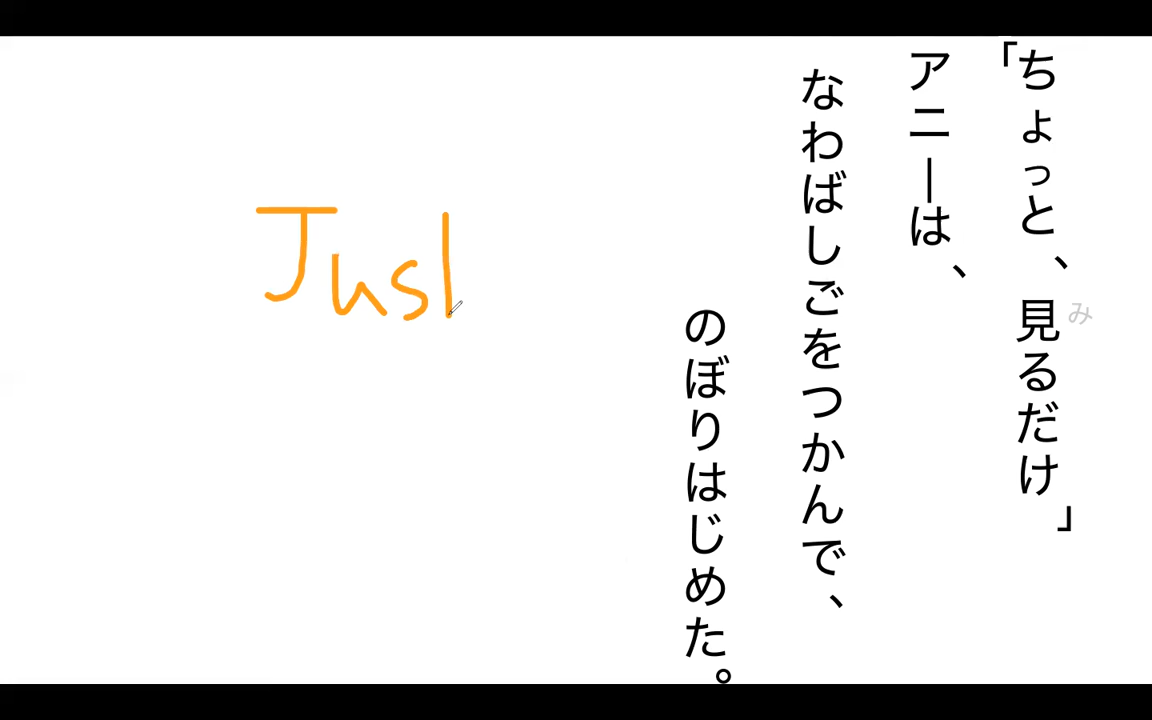 「ちょっと、見るだけ」
み
アニーは、
なわばしごをつかんで、
のぼりはじめた。
Jusl